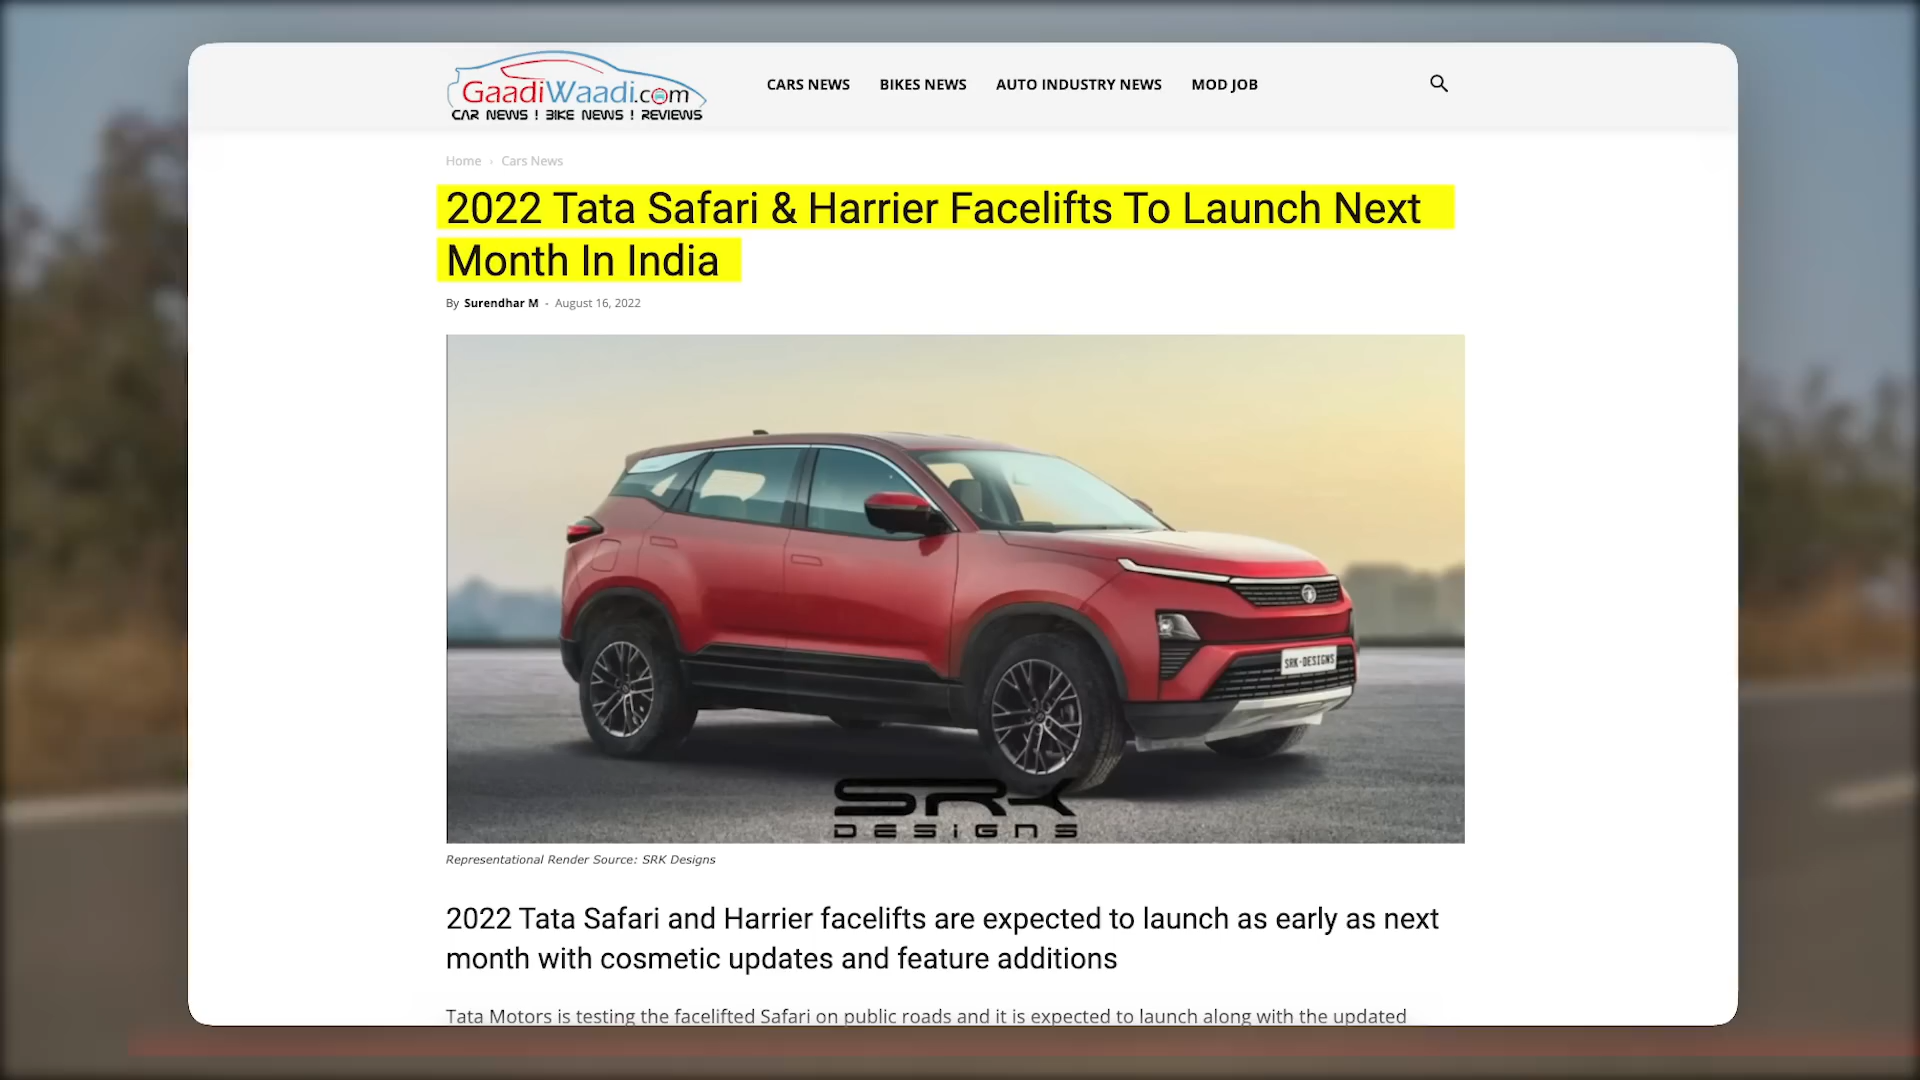 GaadiWaadi.com
CAR NEWS ! BIKE NEWS ! REVIEWS
CARS NEWS BIKES NEWS AUTO INDUSTRY NEWS MOD JOB
Home › Cars News
2022 Tata Safari & Harrier Facelifts To Launch Next
Month In India
By Surendhar M - August 16, 2022
SRK-DESIGNS
SRK
DESIGNS
Representational Render Source: SRK Designs
2022 Tata Safari and Harrier facelifts are expected to launch as early as next
month with cosmetic updates and feature additions
Tata Motors is testing the facelifted Safari on public roads and it is expected to launch along with the updated